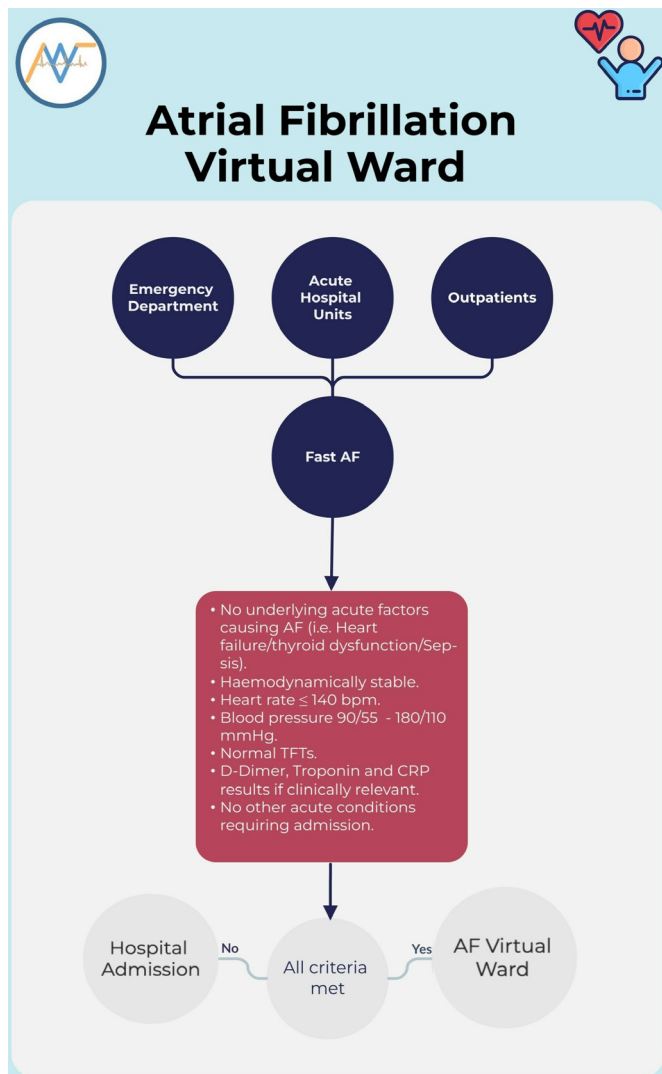 Atrial Fibrillation
Virtual Ward
Emergency
Department
Acute
Hospital
Units
Outpatients
Fast AF
• No underlying acute factors
causing AF (i.e. Heart
failure/thyroid dysfunction/Sep-
sis).
• Haemodynamically stable.
• Heart rate ≤ 140 bpm.
• Blood pressure 90/55 - 180/110
mmHg.
• Normal TFTs.
• D-Dimer, Troponin and CRP
results if clinically relevant.
• No other acute conditions
requiring admission.
Hospital
Admission
No
All criteria
met
Yes
AF Virtual
Ward